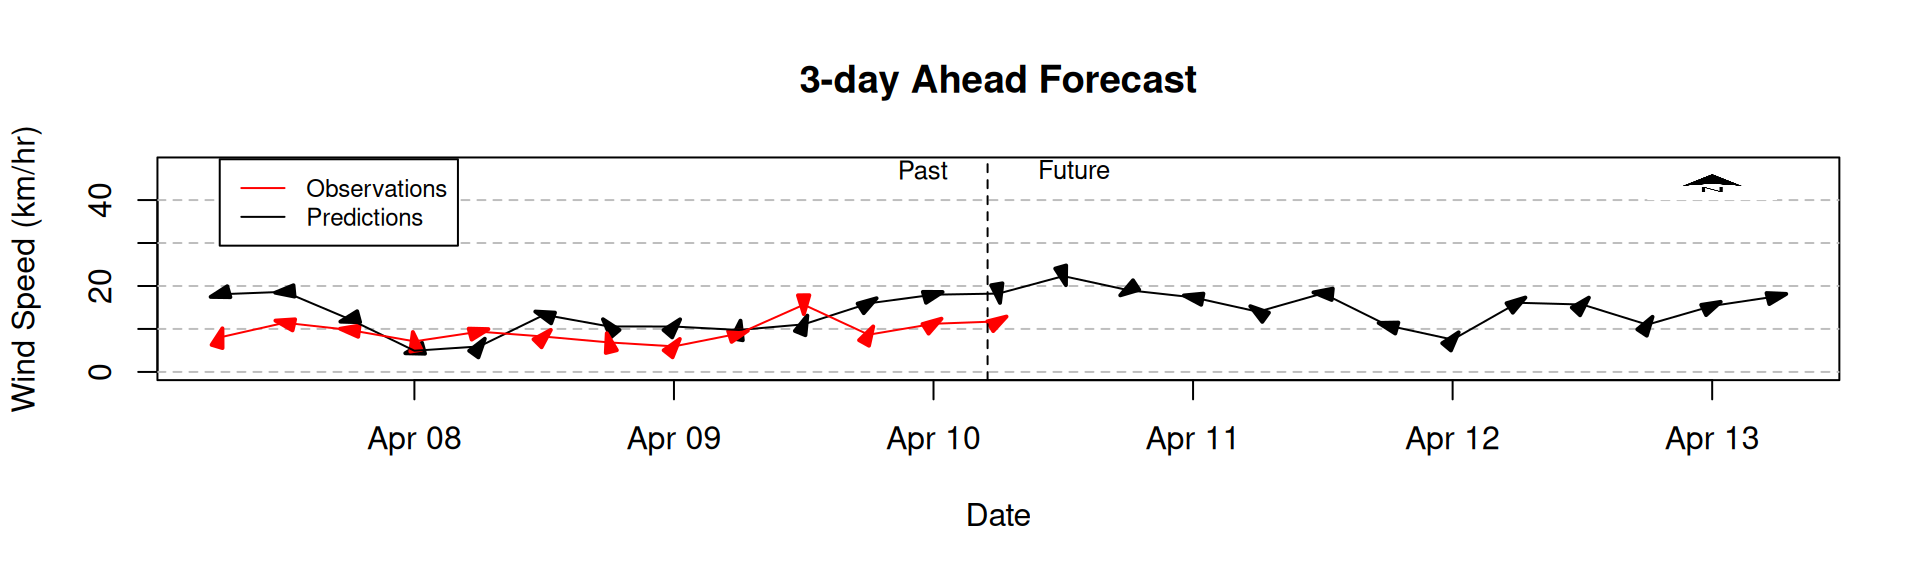 3-day Ahead Forecast
Wind Speed (km/hr)
40
20
0
Observations
Predictions
Past
Future
N
Apr 08
Apr 09
Apr 10
Apr 11
Apr 12
Apr 13
Date